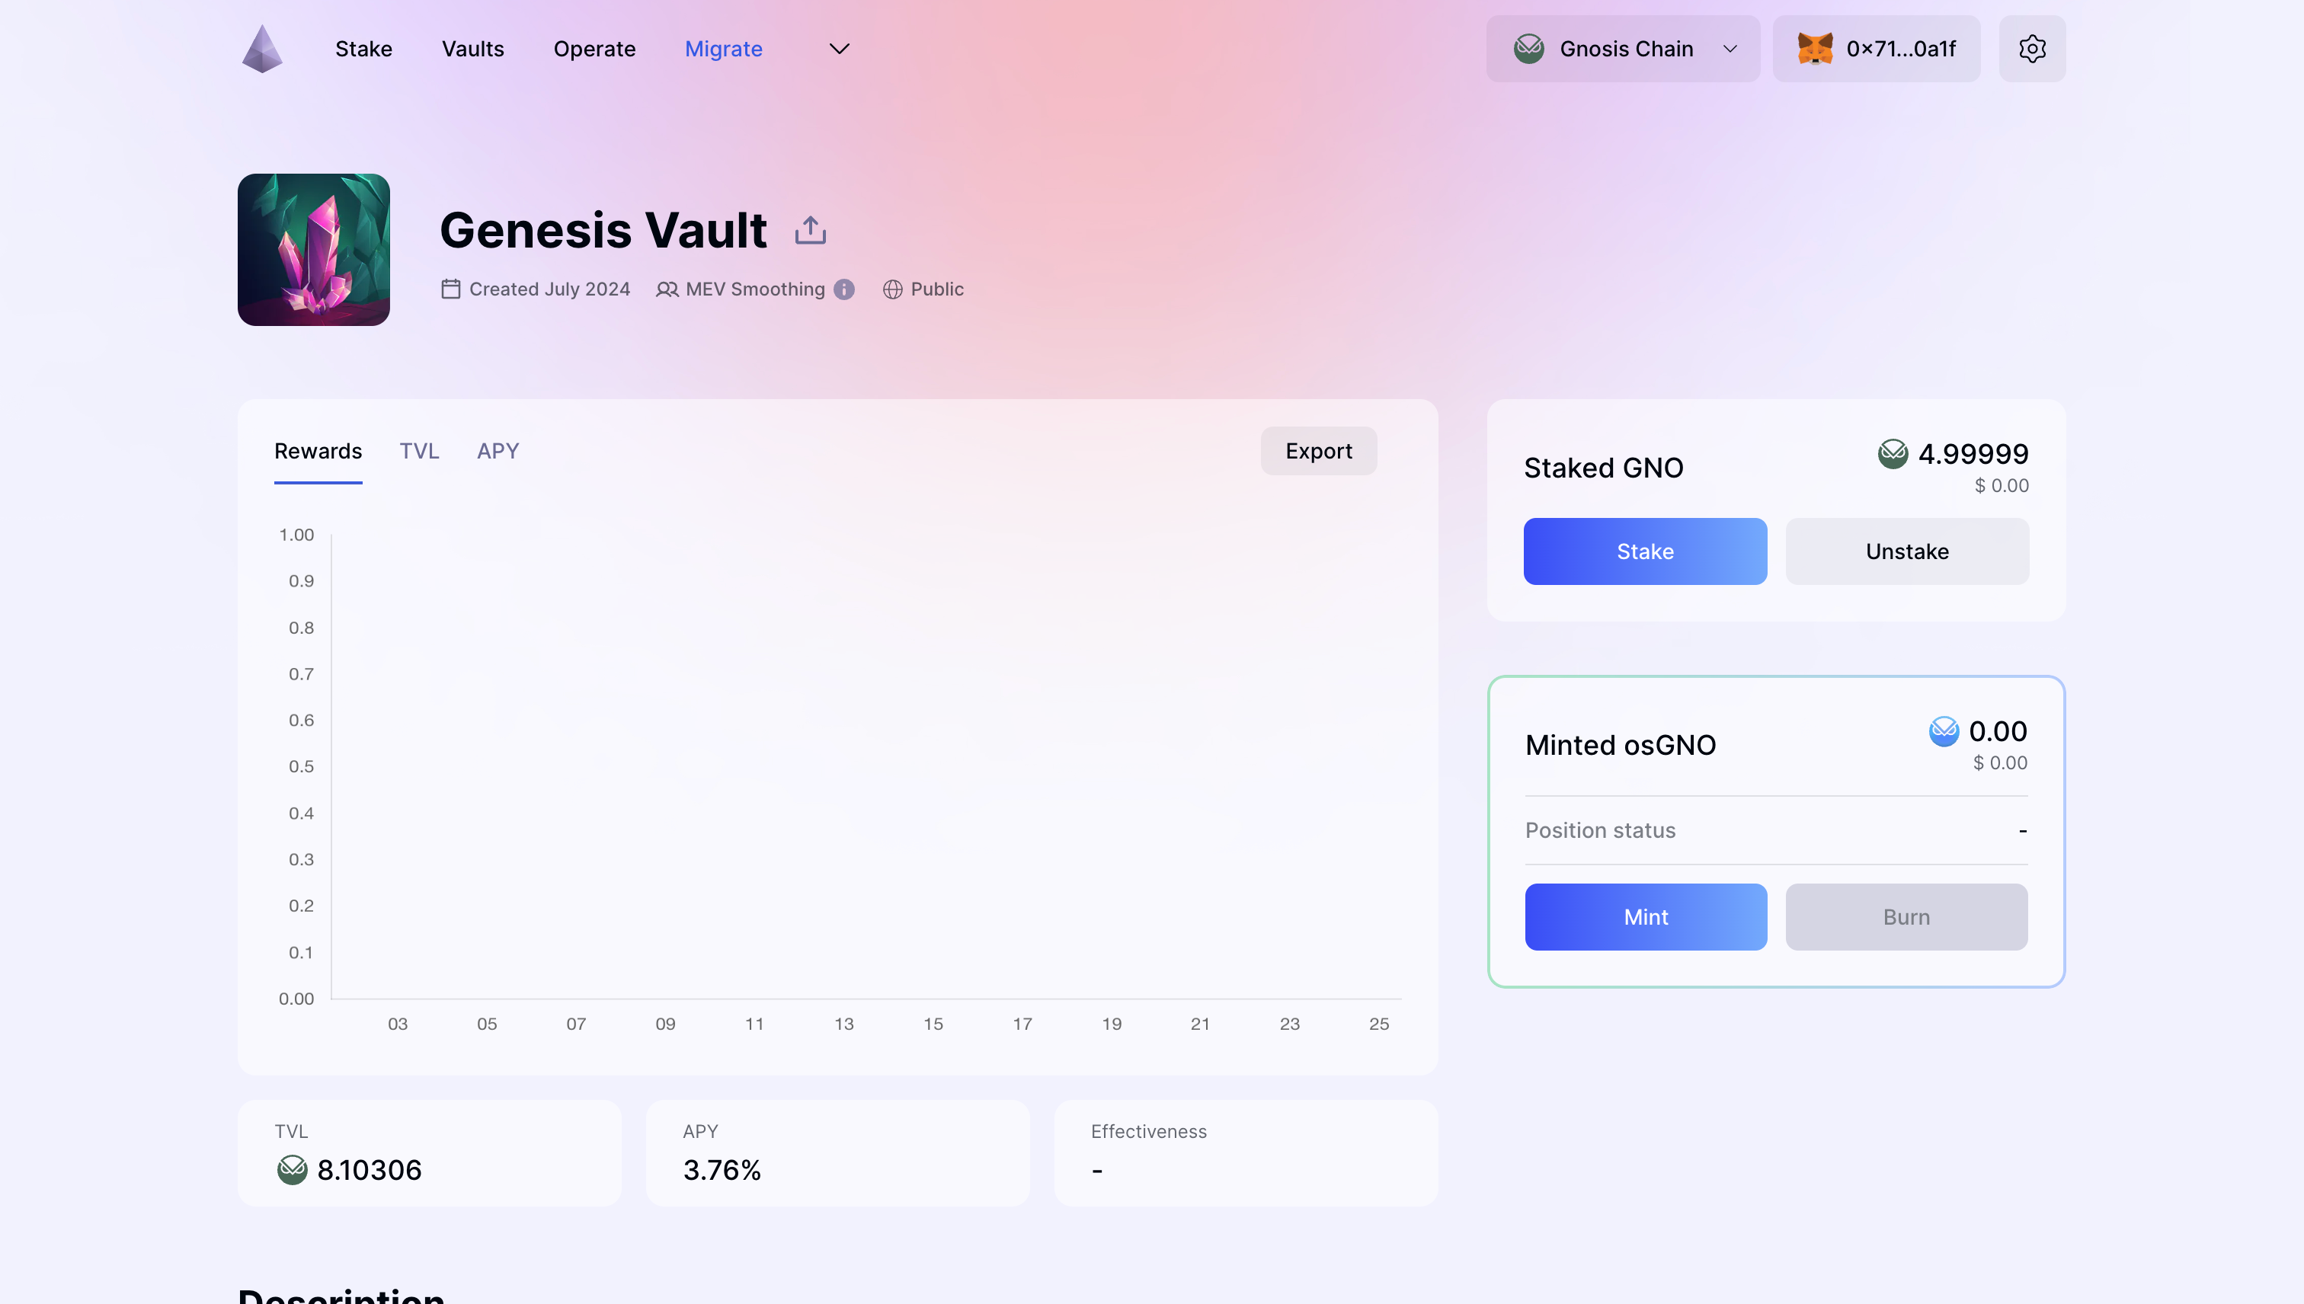 Stake Vaults Operate Migrate Gnosis Chain 0x71...0a1f
Genesis Vault
Created July 2024 MEV Smoothing Public
Rewards TVL APY Export
1.00
0.9
0.8
0.7
0.6
0.5
0.4
0.3
0.2
0.1
0.00
03 05 07 09 11 13 15 17 19 21 23 25
Staked GNO 4.99999
$ 0.00
Stake Unstake
Minted osGNO 0.00
$ 0.00
Position status -
Mint Burn
TVL
8.10306
APY
3.76%
Effectiveness
-
Description